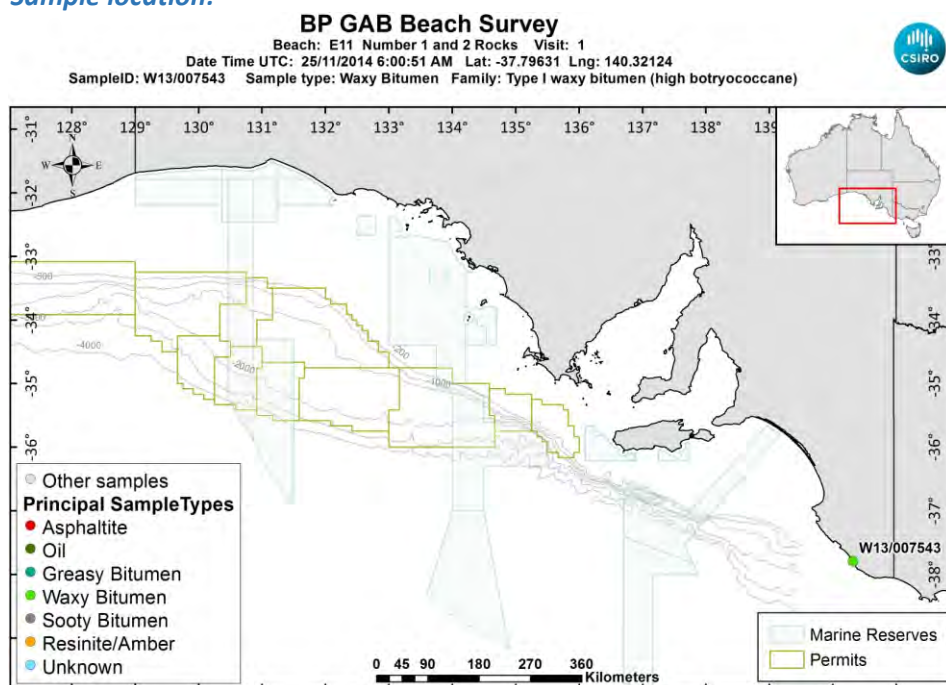 Sample location:
BP GAB Beach Survey
Beach: E11 Number 1 and 2 Rocks Visit: 1
Date Time UTC: 25/11/2014 6:00:51 AM Lat: -37.79631 Lng: 140.32124
SampleID: W13/007543 Sample type: Waxy Bitumen Family: Type I waxy bitumen (high botryococcane)
CSIRO
128° 129° 130° 131° 132° 133° 134° 135° 136° 137° 138° 139
-31°
-32°
-33°
-34°
-35°
-36°
-37°
-38°
-31°
-33°
-34°
-35°
-36°
-37°
-38°
N
W E
S
-4000
-2000
-200
-1000
W13/007543
Other samples
Principal SampleTypes
Asphaltite
Oil
Greasy Bitumen
Waxy Bitumen
Sooty Bitumen
Resinite/Amber
Unknown
0 45 90 180 270 360
Kilometers
Marine Reserves
Permits